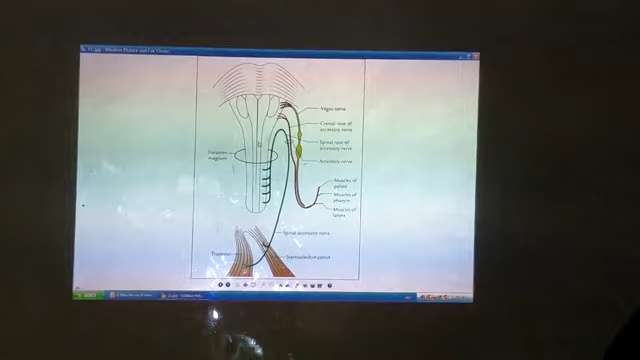 Vagus nerve
Cranial root of
accessory nerve
Spinal root of
accessory nerve
Accessory nerve
Foramen
magnum
Muscles of
palate
Muscles of
pharynx
Muscles of
larynx
Spinal accessory nerve
Trapezius
Sternocleidomastoid